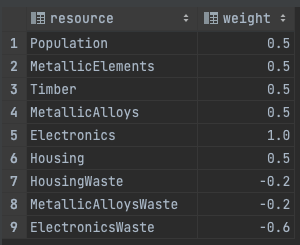 resource weight
1 Population 0.5
2 MetallicElements 0.5
3 Timber 0.5
4 MetallicAlloys 0.5
5 Electronics 1.0
6 Housing 0.5
7 HousingWaste -0.2
8 MetallicAlloysWaste -0.2
9 ElectronicsWaste -0.6